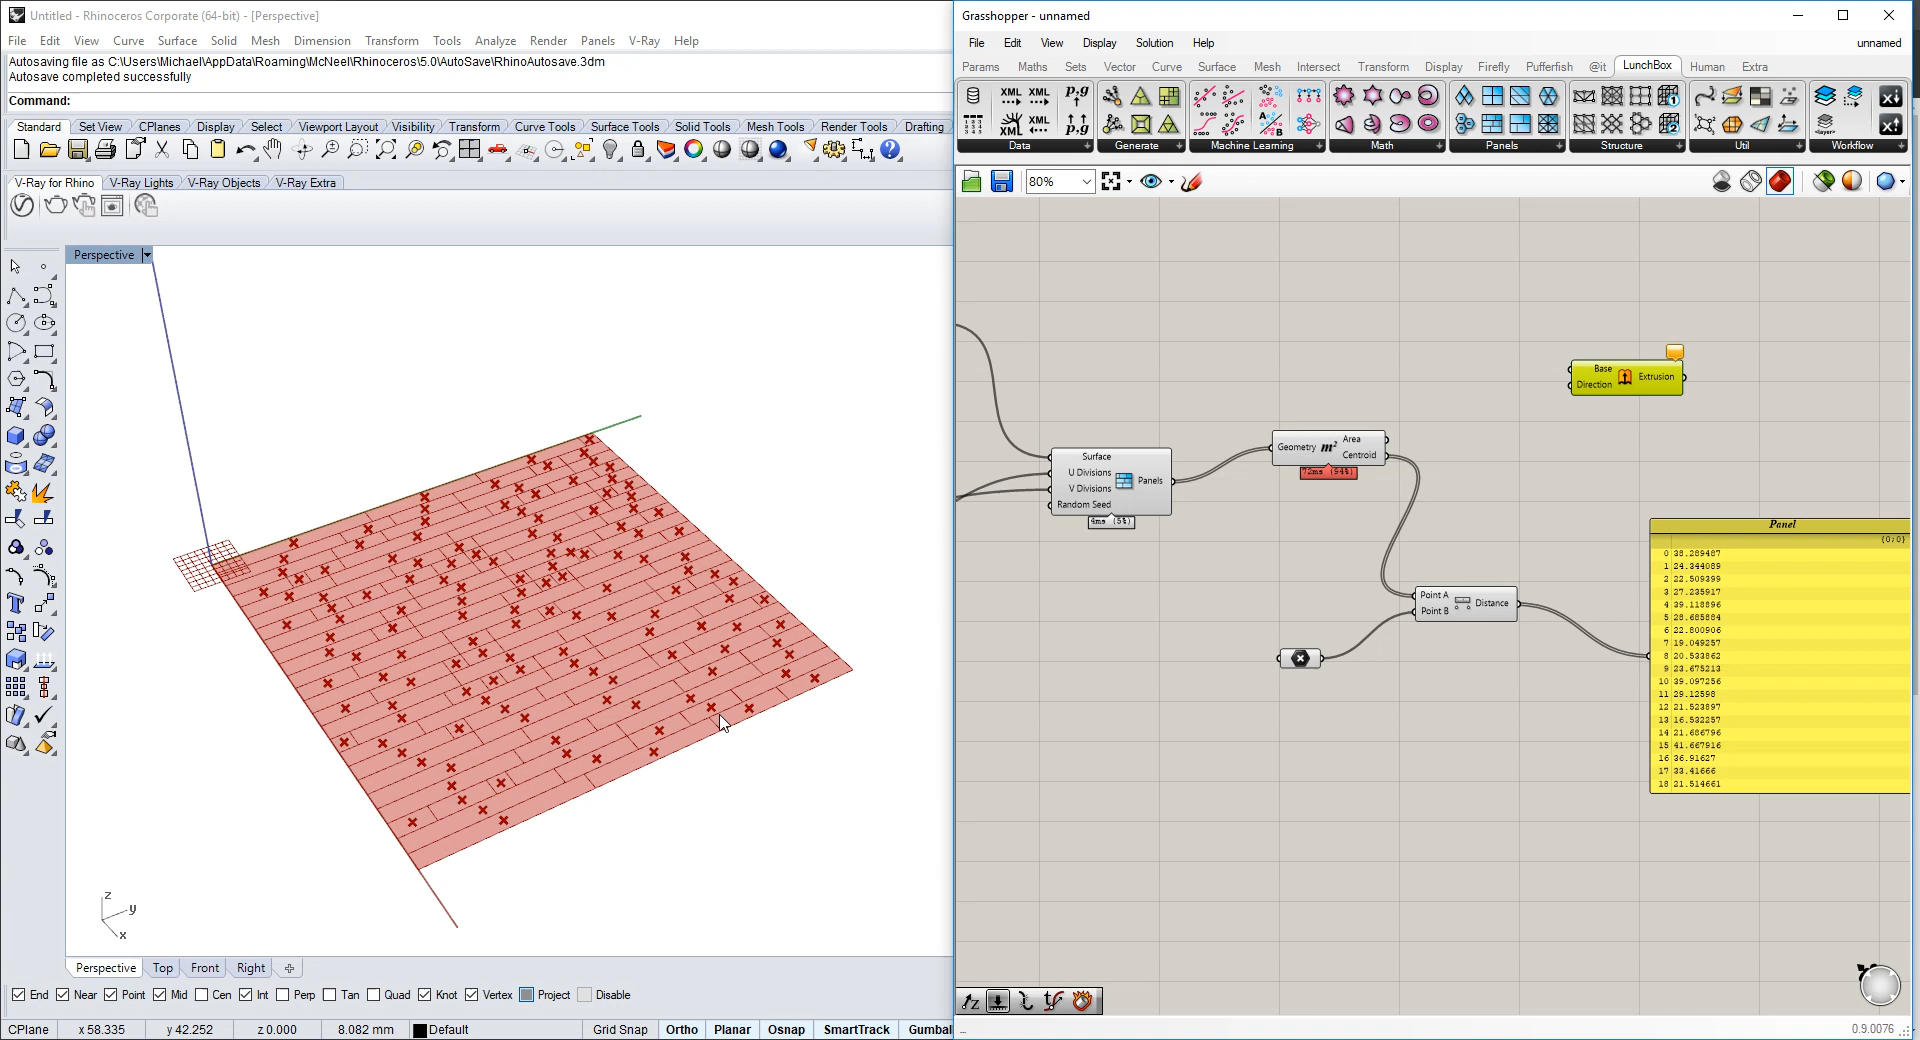 Untitled - Rhinoceros Corporate (64-bit) - [Perspective]
File Edit View Curve Surface Solid Mesh Dimension Transform Tools Analyze Render Panels V-Ray Help
Autosaving file as C:\Users\Michael\AppData\Roaming\McNeel\Rhinoceros\5.0\AutoSave\RhinoAutosave.3dm
Autosave completed successfully
Command:
Standard Set View CPlanes Display Select Viewport Layout Visibility Transform Curve Tools Surface Tools Solid Tools Mesh Tools Render Tools Drafting
V-Ray for Rhino V-Ray Lights V-Ray Objects V-Ray Extra
Perspective
z
y
x
Perspective Top Front Right
End Near Point Mid Cen Int Perp Tan Quad Knot Vertex Project Disable
CPlane x 58.335 y 42.252 z 0.000 8.082 mm Default Grid Snap Ortho Planar Osnap SmartTrack Gumbal
Grasshopper - unnamed
File Edit View Display Solution Help unnamed
Params Maths Sets Vector Curve Surface Mesh Intersect Transform Display Firefly Pufferfish @it LunchBox Human Extra
XML XML p,g
XML p,g
Data Generate Machine Learning Math Panels Structure Util Workflow
80%
Base
Direction
Extrusion
Surface
U Divisions
V Divisions
Random Seed
Panels
4ms (5%)
Geometry m²
Area
Centroid
72ms (94%)
Point A
Point B
Distance
Panel
{0;0}
0 38.289487
1 24.344089
2 22.509399
3 27.235917
4 39.118896
5 28.685884
6 22.800906
7 19.049257
8 20.533862
9 23.675213
10 39.097256
11 29.12598
12 21.523897
13 16.532257
14 21.686796
15 41.667916
16 36.91627
17 33.41666
18 21.514661
... 0.9.0076